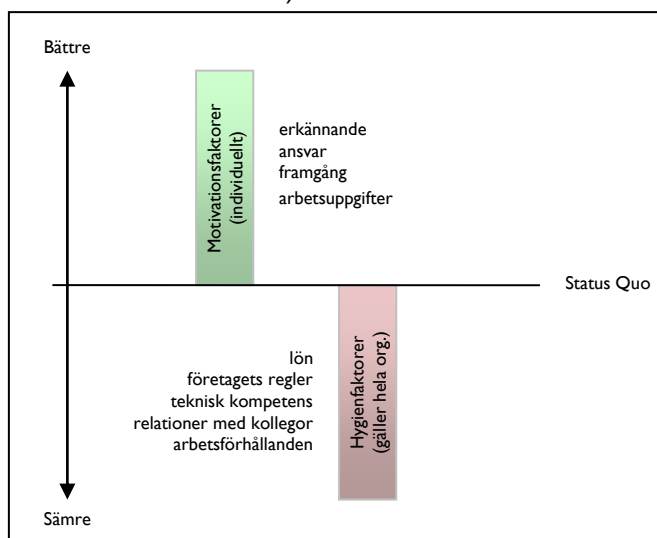 Bättre
Motivationsfaktorer
(individuellt)
erkännande
ansvar
framgång
arbetsuppgifter
Status Quo
lön
företagets regler
teknisk kompetens
relationer med kollegor
arbetsförhållanden
Hygienfaktorer
(gäller hela org.)
Sämre